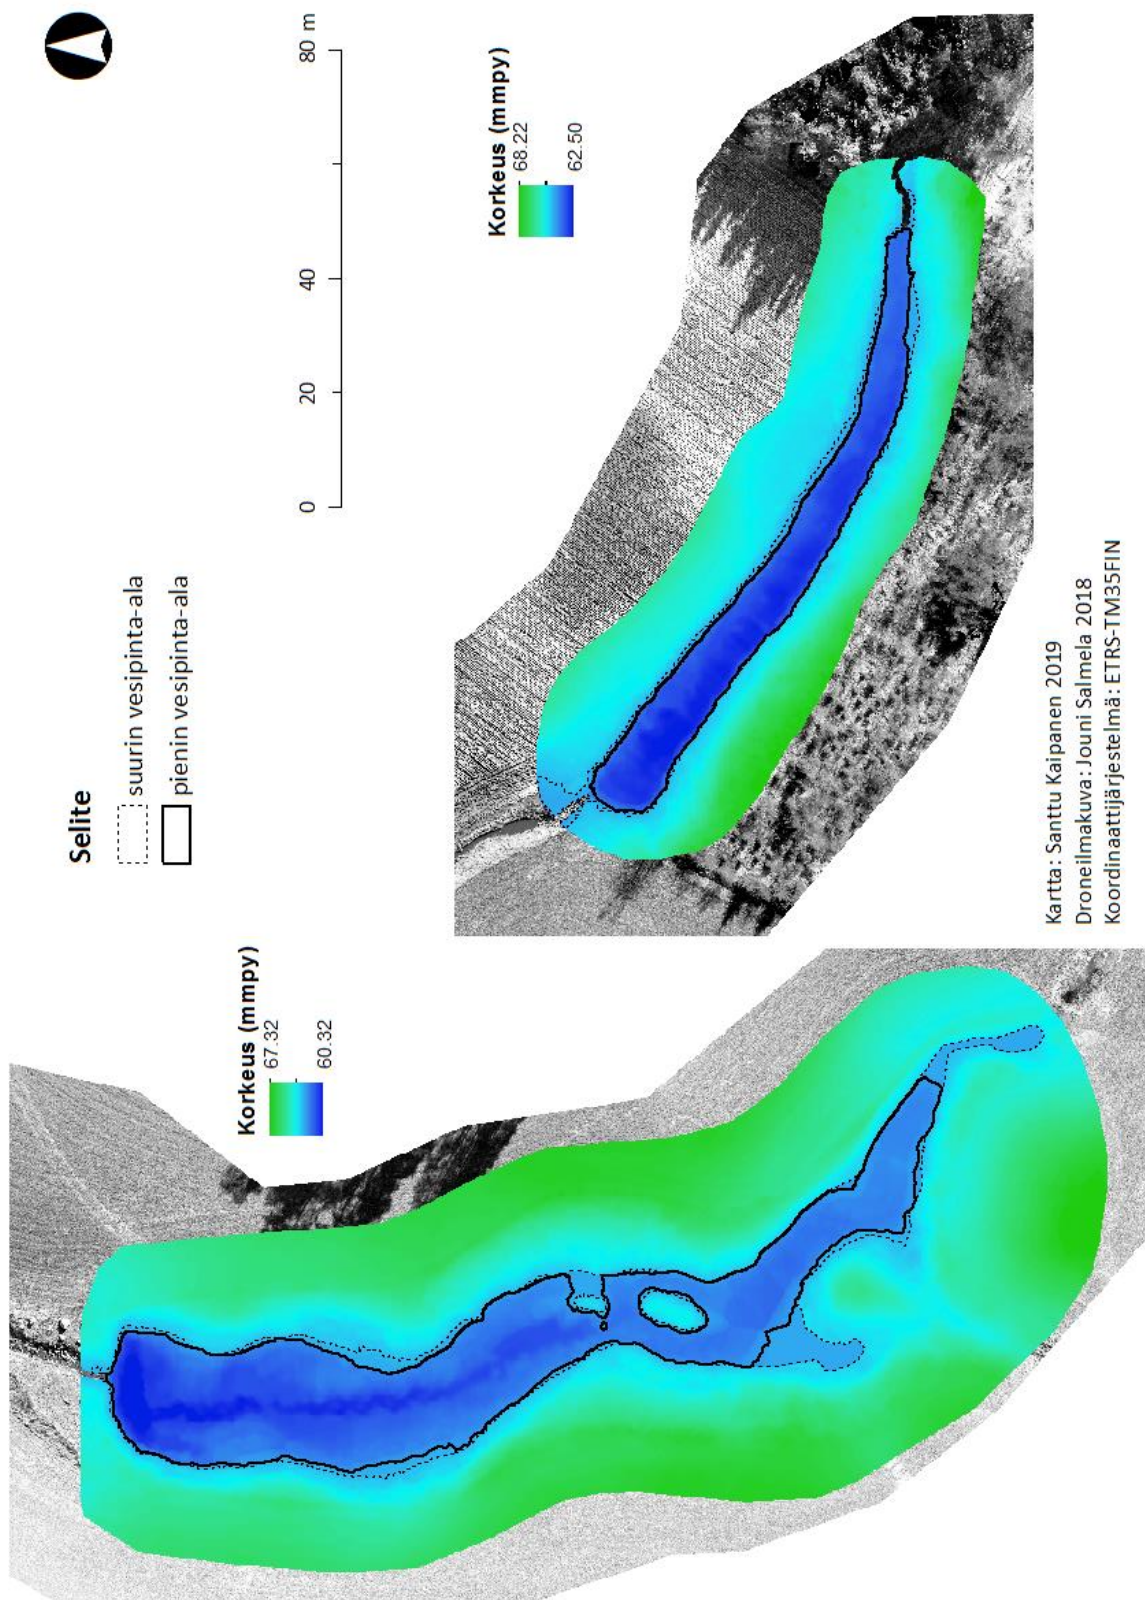 Selite
suurin vesipinta-ala
pienin vesipinta-ala
0 20 40 80 m
Korkeus (mmpy)
67.32
60.32
Korkeus (mmpy)
68.22
62.50
Kartta: Santtu Kaipanen 2019
Droneilmakuva: Jouni Salmela 2018
Koordinaattijärjestelmä: ETRS-TM35FIN